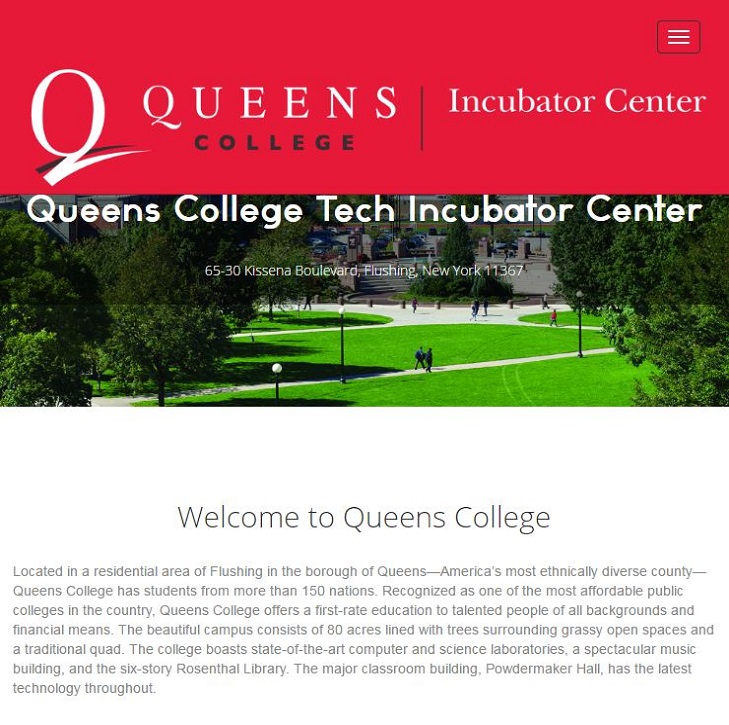 QUEENS
COLLEGE
Incubator Center
Queens College Tech Incubator Center
65-30 Kissena Boulevard, Flushing, New York 11367
Welcome to Queens College
Located in a residential area of Flushing in the borough of Queens—America's most ethnically diverse county—
Queens College has students from more than 150 nations. Recognized as one of the most affordable public
colleges in the country, Queens College offers a first-rate education to talented people of all backgrounds and
financial means. The beautiful campus consists of 80 acres lined with trees surrounding grassy open spaces and
a traditional quad. The college boasts state-of-the-art computer and science laboratories, a spectacular music
building, and the six-story Rosenthal Library. The major classroom building, Powdermaker Hall, has the latest
technology throughout.